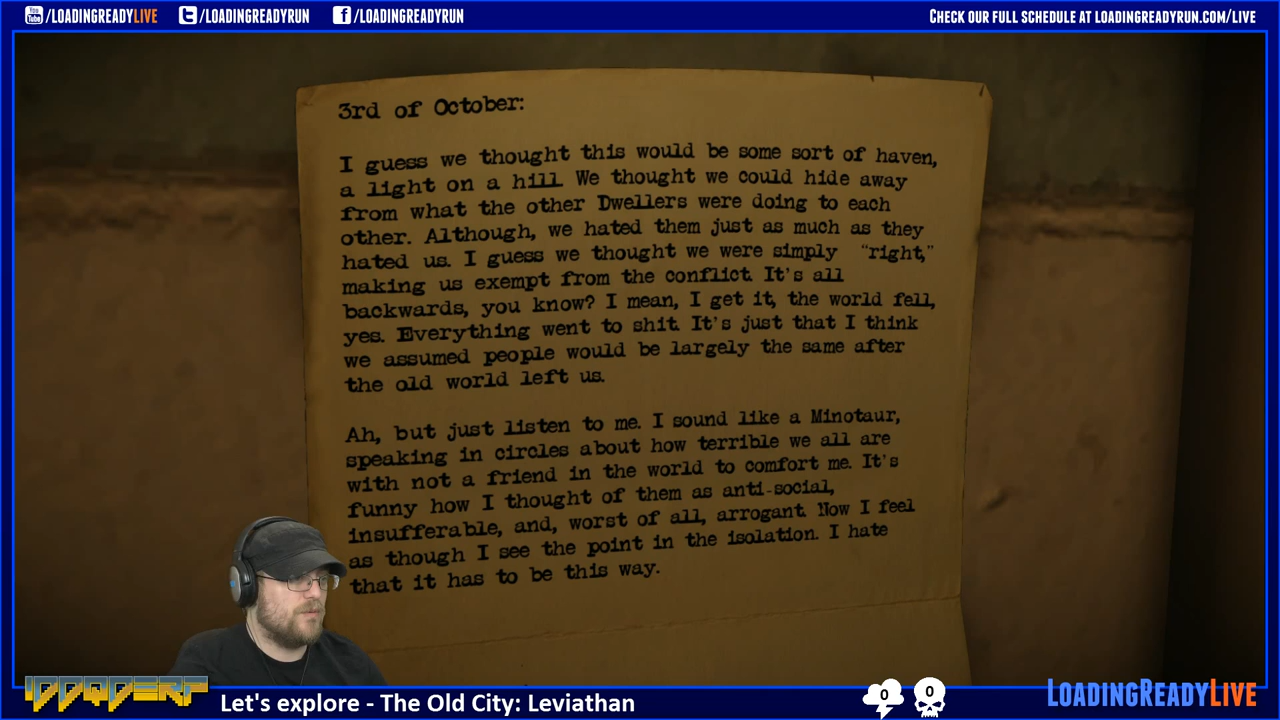 /LOADINGREADYLIVE /LOADINGREADYRUN /LOADINGREADYRUN CHECK OUR FULL SCHEDULE AT LOADINGREADYRUN.COM/LIVE
3rd of October:
I guess we thought this would be some sort of haven,
a light on a hill. We thought we could hide away
from what the other Dwellers were doing to each
other. Although, we hated them just as much as they
hated us. I guess we thought we were simply "right,"
making us exempt from the conflict. It's all
backwards, you know? I mean, I get it, the world fell,
yes. Everything went to shit. It's just that I think
we assumed people would be largely the same after
the old world left us.
Ah, but just listen to me. I sound like a Minotaur,
speaking in circles about how terrible we all are
with not a friend in the world to comfort me. It's
funny how I thought of them as anti-social,
insufferable, and, worst of all, arrogant. Now I feel
as though I see the point in the isolation. I hate
that it has to be this way.
IDDQDERP Let's explore - The Old City: Leviathan 0 0 LOADINGREADYLIVE